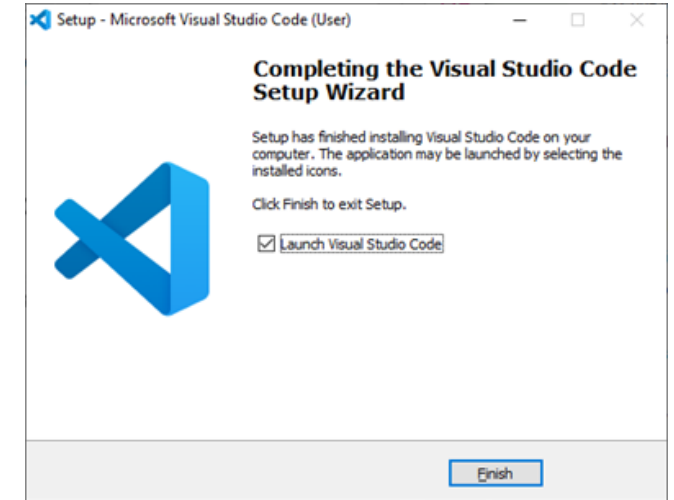 Setup - Microsoft Visual Studio Code (User)
Completing the Visual Studio Code
Setup Wizard
Setup has finished installing Visual Studio Code on your
computer. The application may be launched by selecting the
installed icons.
Click Finish to exit Setup.
Launch Visual Studio Code
Finish